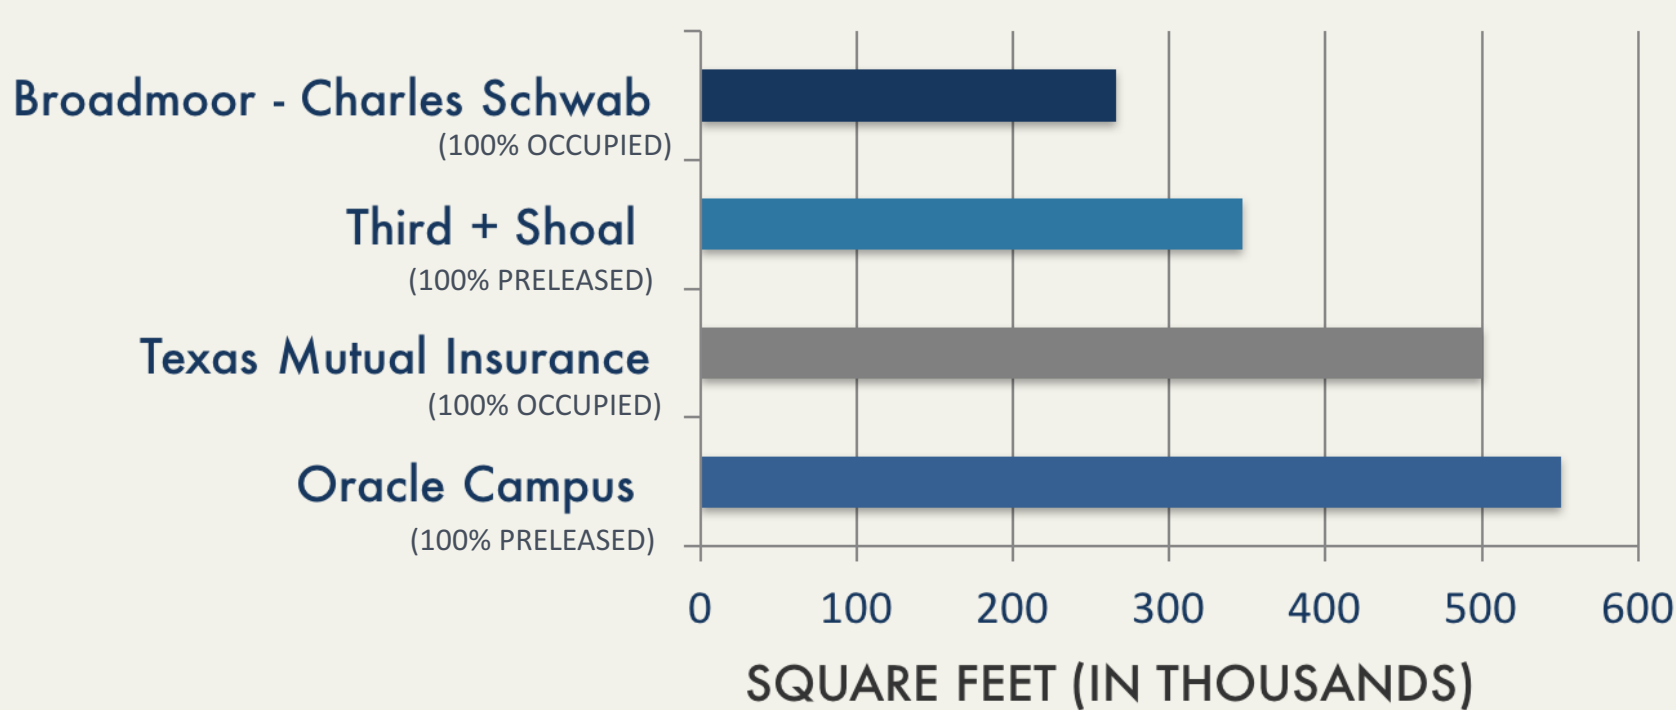 Broadmoor - Charles Schwab
(100% OCCUPIED)
Third + Shoal
(100% PRELEASED)
Texas Mutual Insurance
(100% OCCUPIED)
Oracle Campus
(100% PRELEASED)
0 100 200 300 400 500 600
SQUARE FEET (IN THOUSANDS)